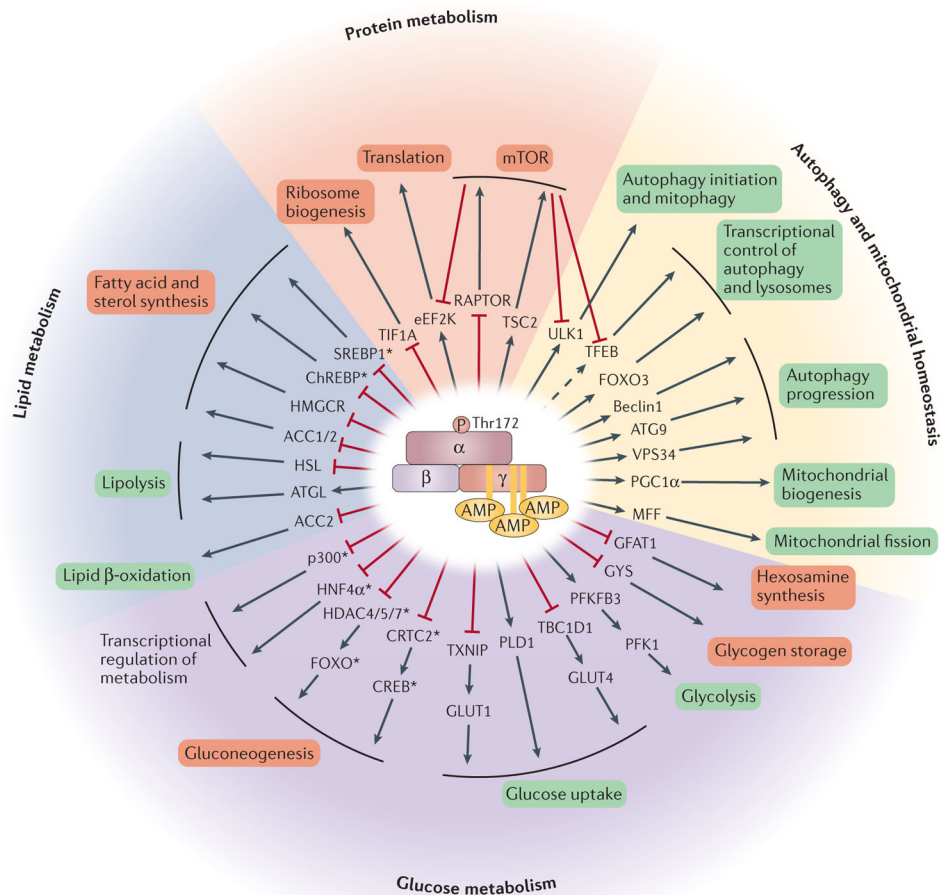 Protein metabolism
Autophagy and mitochondrial homeostasis
Lipid metabolism
Glucose metabolism
Translation
mTOR
Ribosome
biogenesis
Autophagy initiation
and mitophagy
Transcriptional
control of
autophagy
and lysosomes
Fatty acid and
sterol synthesis
Autophagy
progression
Lipolysis
Mitochondrial
biogenesis
Mitochondrial fission
Lipid β-oxidation
Hexosamine
synthesis
Transcriptional
regulation of
metabolism
Glycogen storage
Glycolysis
Gluconeogenesis
Glucose uptake
RAPTOR
eEF2K
TSC2
TIF1A
ULK1
TFEB
SREBP1*
ChREBP*
FOXO3
HMGCR
Beclin1
ACC1/2
ATG9
HSL
VPS34
ATGL
PGC1α
ACC2
MFF
p300*
GFAT1
HNF4α*
GYS
HDAC4/5/7*
PFKFB3
CRTC2*
TXNIP
PLD1
TBC1D1
PFK1
FOXO*
CREB*
GLUT1
GLUT4
P
Thr172
α
β
γ
AMP
AMP
AMP